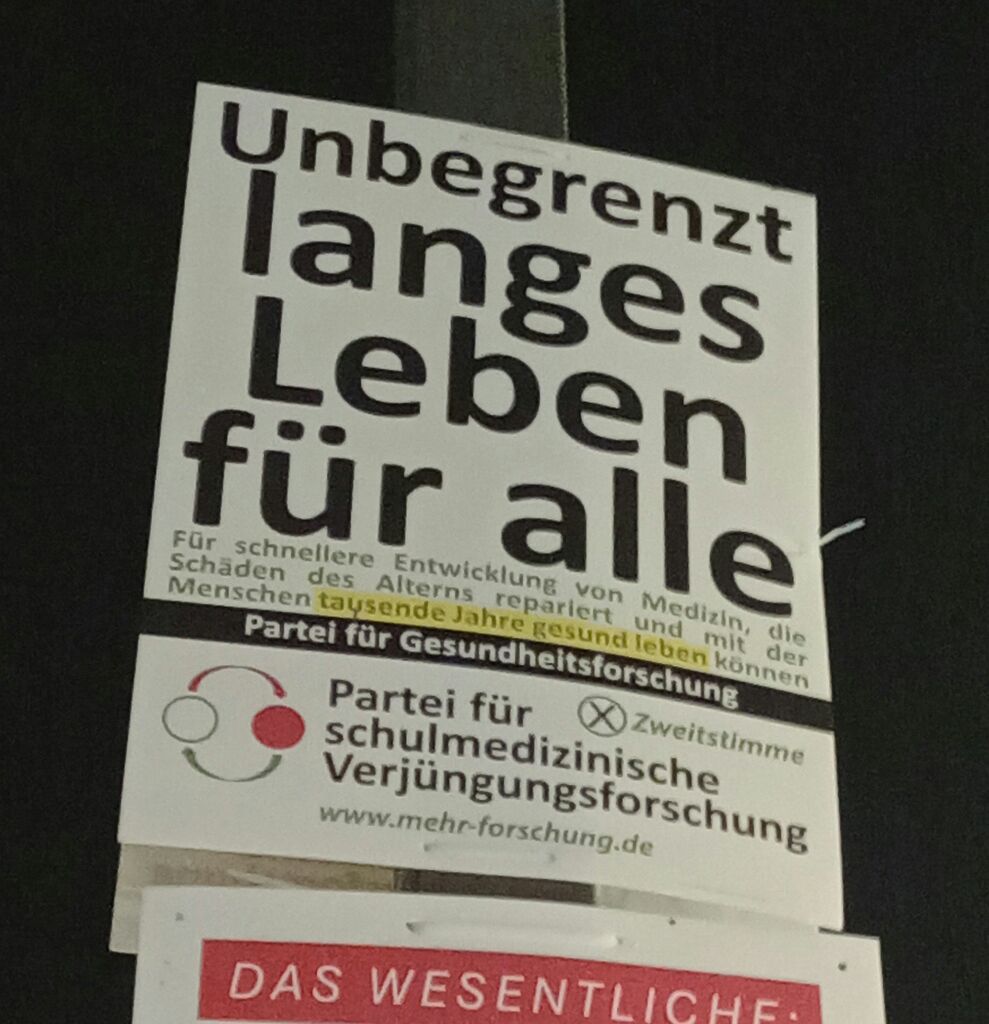 Unbegrenzt
langes
Leben
für alle
Für schnellere Entwicklung von Medizin, die
Schäden des Alterns repariert und mit der
Menschen tausende Jahre gesund leben können
Partei für Gesundheitsforschung
Partei für
Zweitstimme
schulmedizinische
Verjüngungsforschung
www.mehr-forschung.de
DAS WESENTLICHE: